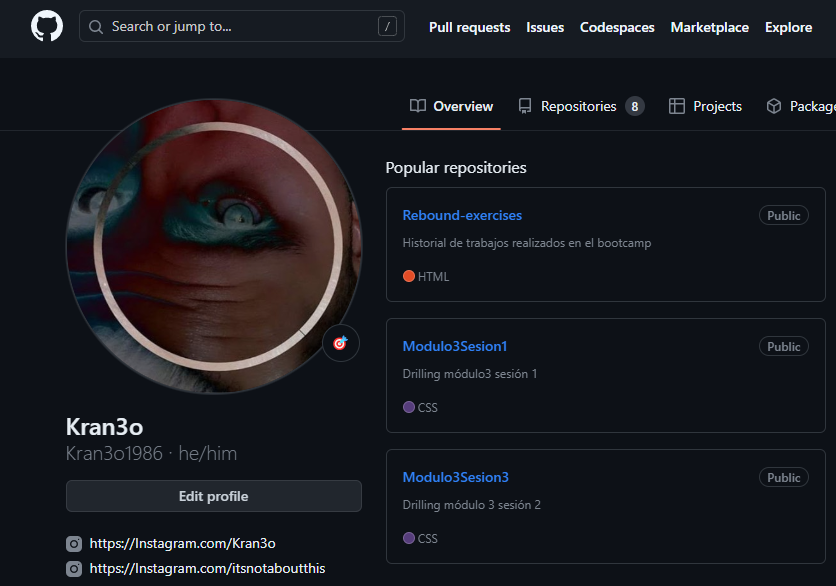 Search or jump to... /
Pull requests Issues Codespaces Marketplace Explore
Overview Repositories 8 Projects Package
Kran3o
Kran3o1986 · he/him
Edit profile
https://Instagram.com/Kran3o
https://Instagram.com/itsnotaboutthis
Popular repositories
Rebound-exercises Public
Historial de trabajos realizados en el bootcamp
HTML
Modulo3Sesion1 Public
Drilling módulo3 sesión 1
CSS
Modulo3Sesion3 Public
Drilling módulo 3 sesión 2
CSS